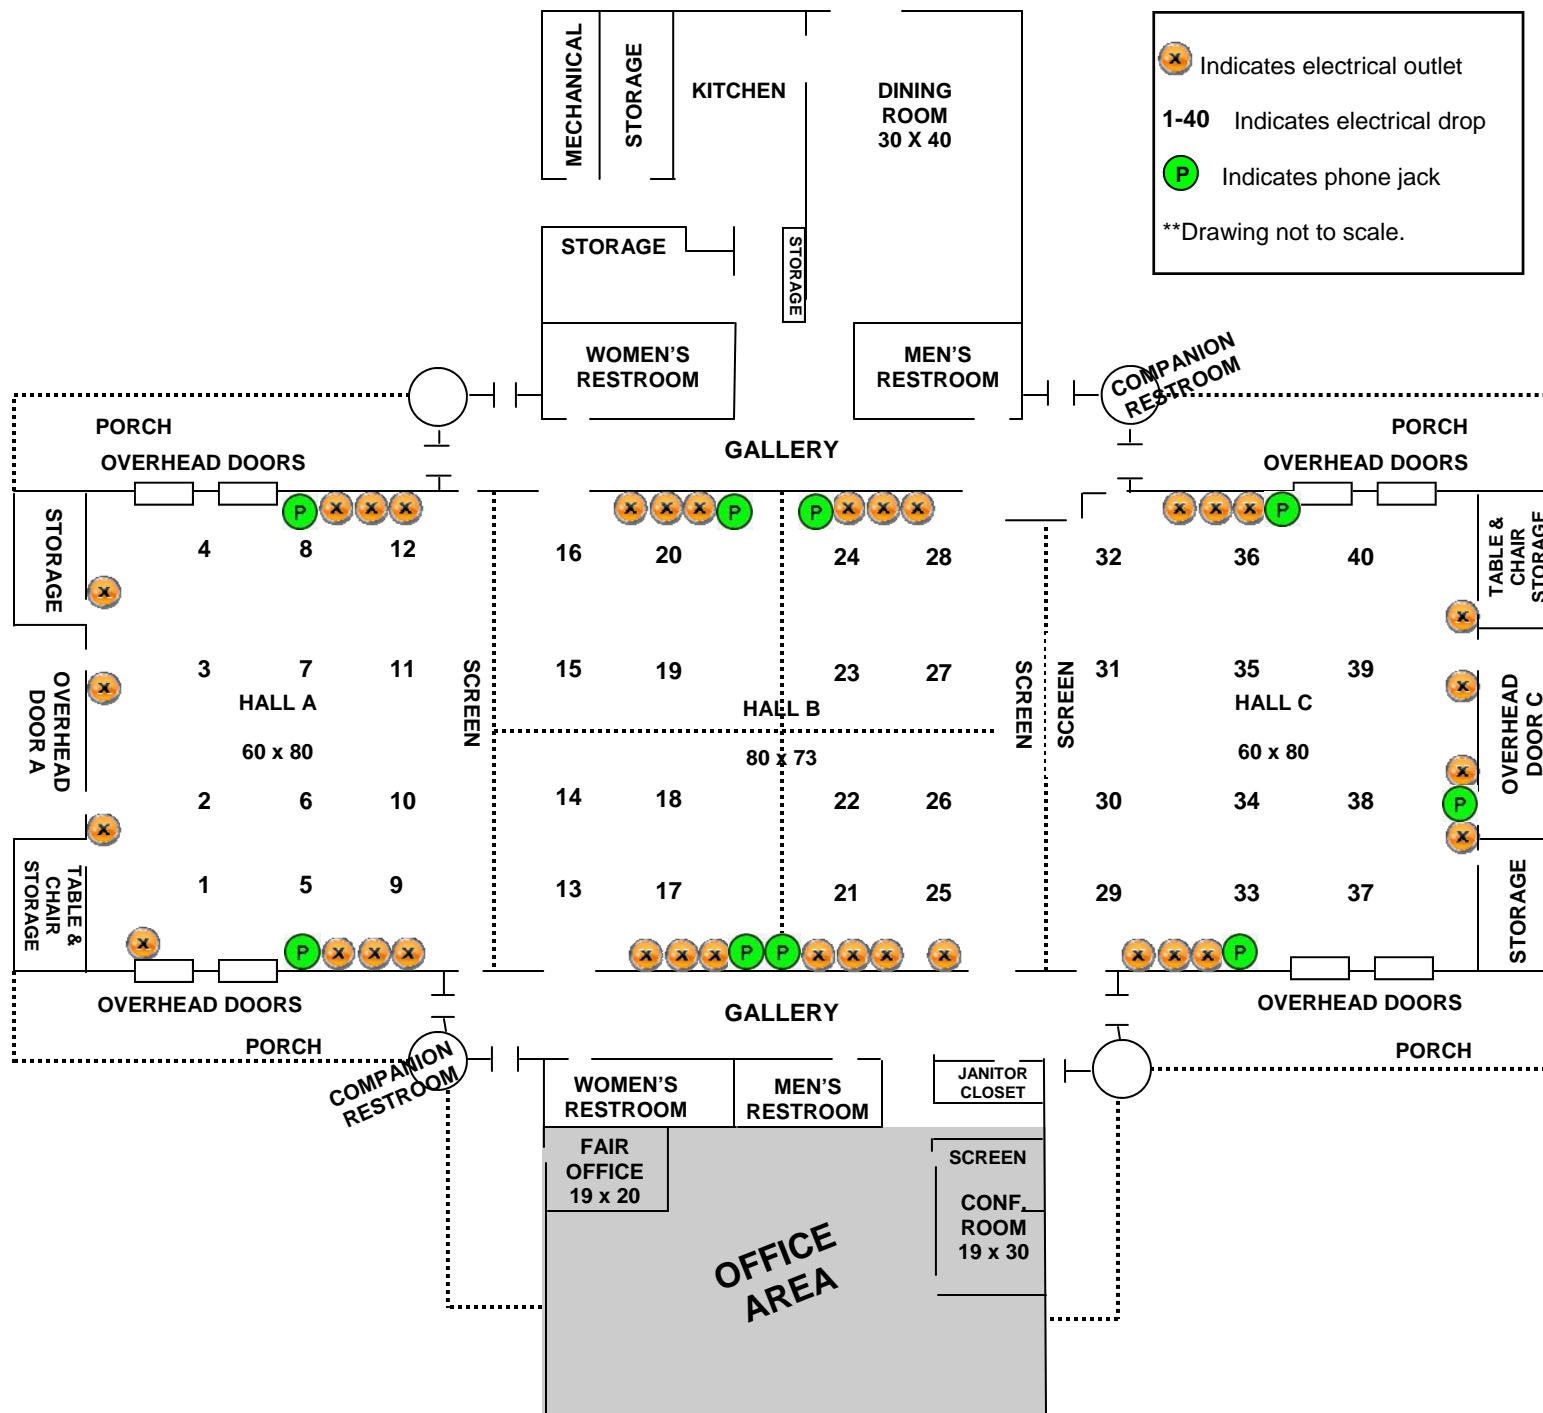 MECHANICAL
STORAGE
KITCHEN
DINING
ROOM
30 X 40
x Indicates electrical outlet
1-40 Indicates electrical drop
P Indicates phone jack
**Drawing not to scale.
STORAGE
STORAGE
WOMEN'S
RESTROOM
MEN'S
RESTROOM
COMPANION
RESTROOM
PORCH
GALLERY
PORCH
OVERHEAD DOORS
OVERHEAD DOORS
P x x x
x x x P
P x x x
x x x P
STORAGE
4 8 12 16 20 24 28 32 36 40
TABLE &
CHAIR
STORAGE
x
x
3 7 11 15 19 23 27 31 35 39
OVERHEAD
DOOR A
x
HALL A
60 x 80
SCREEN
HALL B
80 x 73
SCREEN
SCREEN
HALL C
60 x 80
x
OVERHEAD
DOOR C
x
P
2 6 10 14 18 22 26 30 34 38
x
x
TABLE &
CHAIR
STORAGE
1 5 9 13 17 21 25 29 33 37
STORAGE
x
P x x x
x x x P
P x x x
x
x x x P
OVERHEAD DOORS
GALLERY
OVERHEAD DOORS
PORCH
PORCH
COMPANION
RESTROOM
WOMEN'S
RESTROOM
MEN'S
RESTROOM
JANITOR
CLOSET
FAIR
OFFICE
19 x 20
SCREEN
CONF.
ROOM
19 x 30
OFFICE
AREA